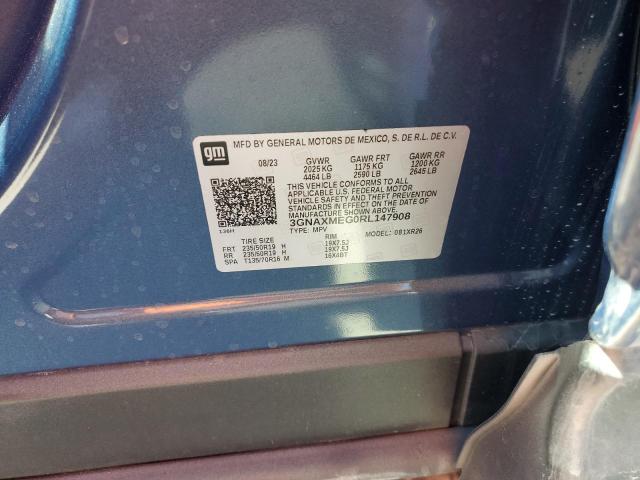 MFD BY GENERAL MOTORS DE MEXICO, S. DE R.L. DE C.V.
gm
08/23 GVWR GAWR FRT GAWR RR
2025 KG 1175 KG 1200 KG
4464 LB 2590 LB 2645 LB
THIS VEHICLE CONFORMS TO ALL
APPLICABLE U.S. FEDERAL MOTOR
VEHICLE SAFETY AND THEFT PREVENTION
STANDARDS IN EFFECT ON THE DATE OF
MANUFACTURE SHOWN ABOVE.
3GNAXMEG0RL147908
TYPE: MPV MODEL: 081XR26
136H
TIRE SIZE RIM
FRT 235/50R19 H 19X7.5J
RR 235/50R19 H 19X7.5J
SPA T135/70R16 M 16X4BT